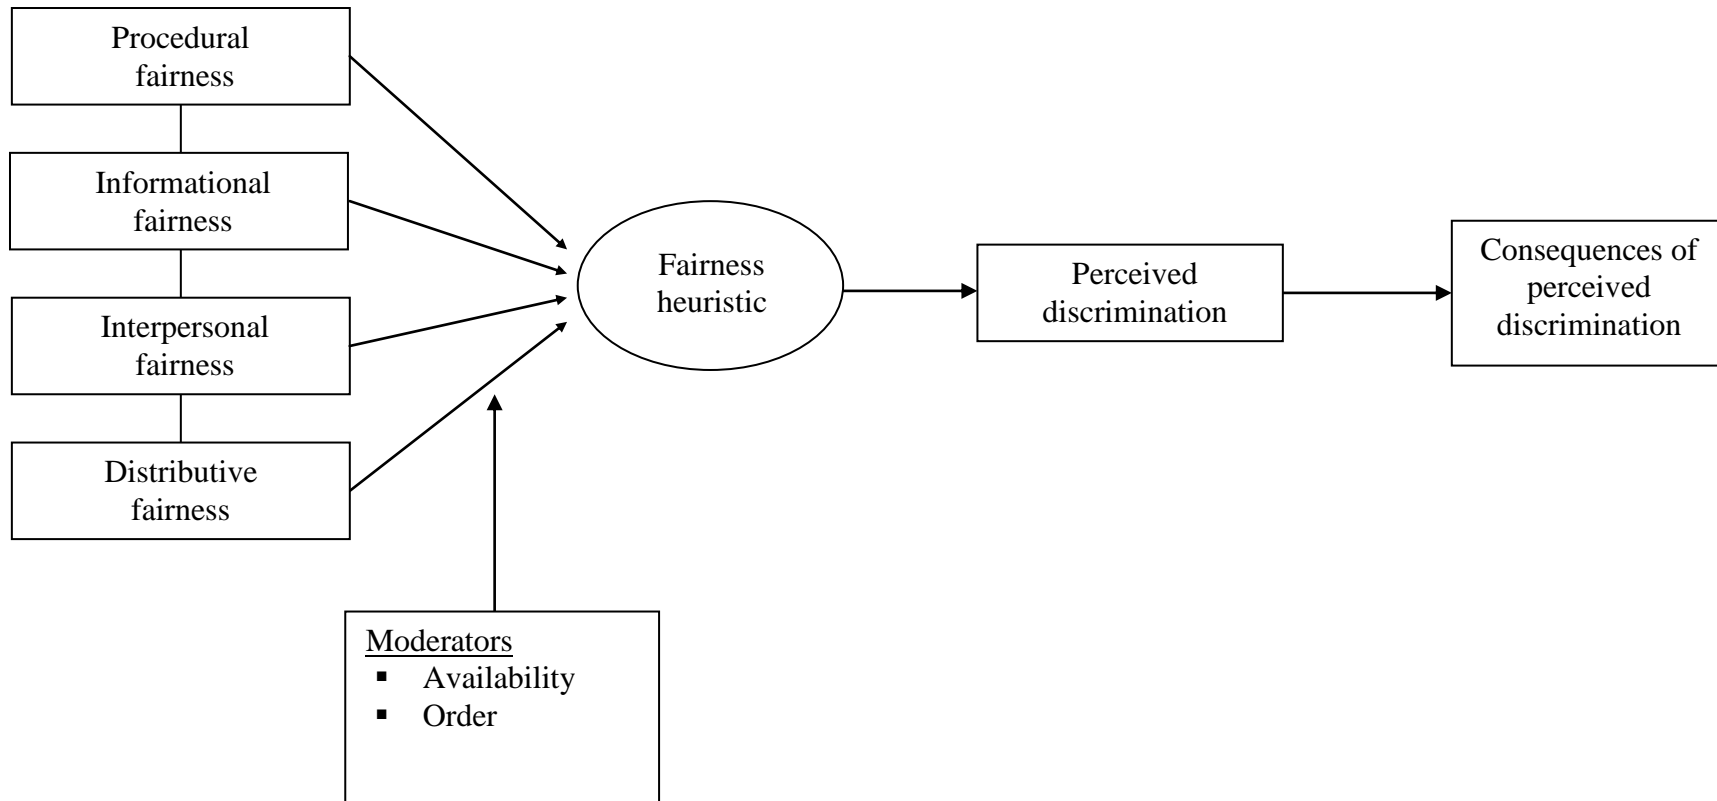 Procedural
fairness
Informational
fairness
Interpersonal
fairness
Distributive
fairness
Fairness
heuristic
Perceived
discrimination
Consequences of
perceived
discrimination
Moderators
▪ Availability
▪ Order